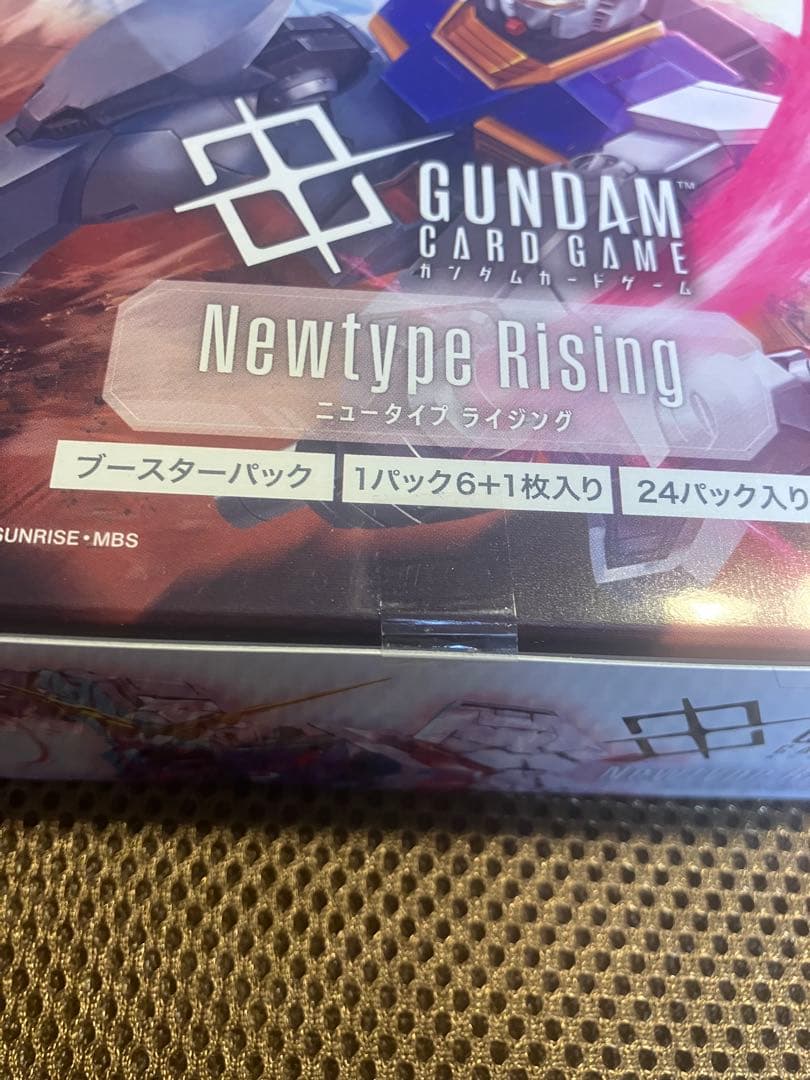 GUNDAM™
CARD GAME
ガンダムカードゲーム
Newtype Rising
ニュータイプ ライジング
ブースターパック
1パック6+1枚入り
24パック入り
SUNRISE・MBS